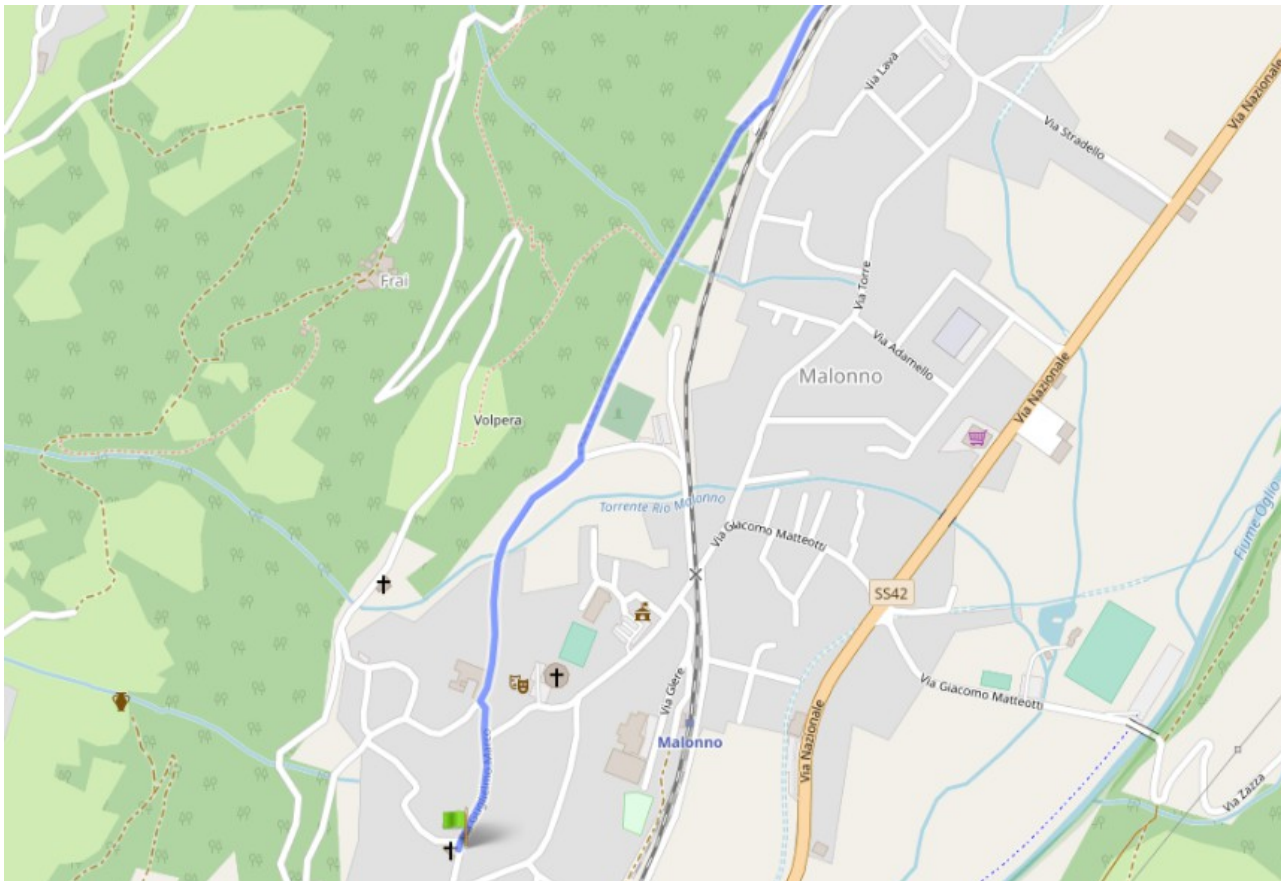 Via Lava
Via Nazionale
Via Stradello
Frai
Via Torre
Via Adamello
Malonno
Via Nazionale
Volpera
Torrente Rio Malonno
Via Giacomo Matteotti
Fiume Oglio
SS42
Via Giere
Via Giacomo Matteotti
Malonno
Via Nazionale
Via Zazza